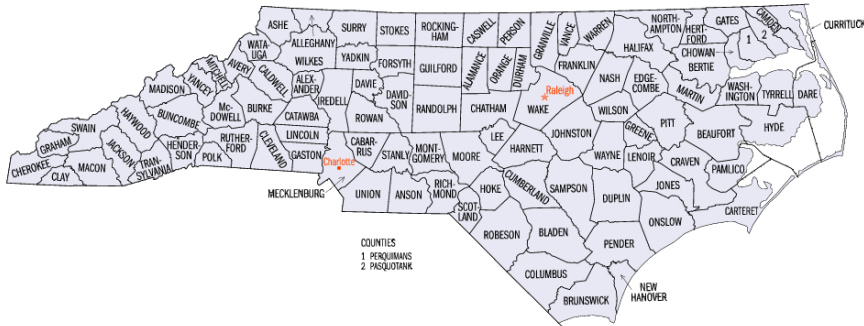 ASHE
ALLEGHANY
SURRY
STOKES
ROCKING-
HAM
CASWELL
PERSON
GRANVILLE
VANCE
WARREN
NORTH-
AMPTON
HERT-
FORD
GATES
CAMDEN
CURRITUCK
WATA-
UGA
WILKES
YADKIN
FORSYTH
GUILFORD
ALAMANCE
ORANGE
DURHAM
FRANKLIN
HALIFAX
CHOWAN
BERTIE
1
2
MITCHELL
AVERY
CALDWELL
ALEX-
ANDER
IREDELL
DAVIE
DAVID-
SON
RANDOLPH
CHATHAM
Raleigh
WAKE
NASH
EDGE-
COMBE
MARTIN
WASH-
INGTON
TYRRELL
DARE
MADISON
YANCEY
BURKE
CATAWBA
ROWAN
WILSON
PITT
BEAUFORT
HYDE
BUNCOMBE
Mc-
DOWELL
LINCOLN
CABAR-
RUS
STANLY
MONT-
GOMERY
MOORE
LEE
HARNETT
JOHNSTON
GREENE
WAYNE
LENOIR
CRAVEN
PAMLICO
SWAIN
HAYWOOD
HENDER-
SON
RUTHER-
FORD
POLK
CLEVELAND
GASTON
Charlotte
GRAHAM
CHEROKEE
CLAY
MACON
JACKSON
TRAN-
SYLVANIA
MECKLENBURG
UNION
ANSON
RICH-
MOND
SCOT-
LAND
HOKE
CUMBERLAND
SAMPSON
DUPLIN
JONES
CARTERET
ONSLOW
ROBESON
BLADEN
PENDER
COLUMBUS
BRUNSWICK
NEW
HANOVER
COUNTIES
1 PERQUIMANS
2 PASQUOTANK